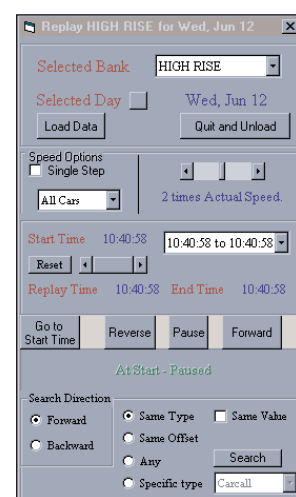 Replay HIGH RISE for Wed, Jun 12
Selected Bank HIGH RISE
Selected Day Wed, Jun 12
Load Data Quit and Unload
Speed Options
Single Step
All Cars 2 times Actual Speed.
Start Time 10:40:58 10:40:58 to 10:40:58
Reset
Replay Time 10:40:58 End Time 10:40:58
Go to Start Time Reverse Pause Forward
At Start - Paused
Search Direction
Forward Same Type Same Value
Same Offset
Backward
Any Search
Specific type Carcall